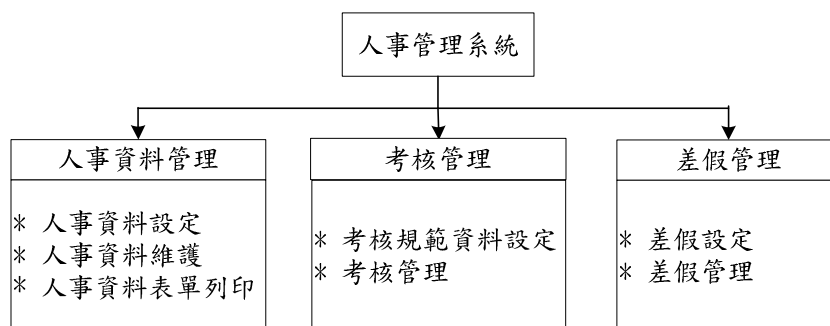 人事管理系統
人事資料管理
* 人事資料設定
* 人事資料維護
* 人事資料表單列印
考核管理
* 考核規範資料設定
* 考核管理
差假管理
* 差假設定
* 差假管理